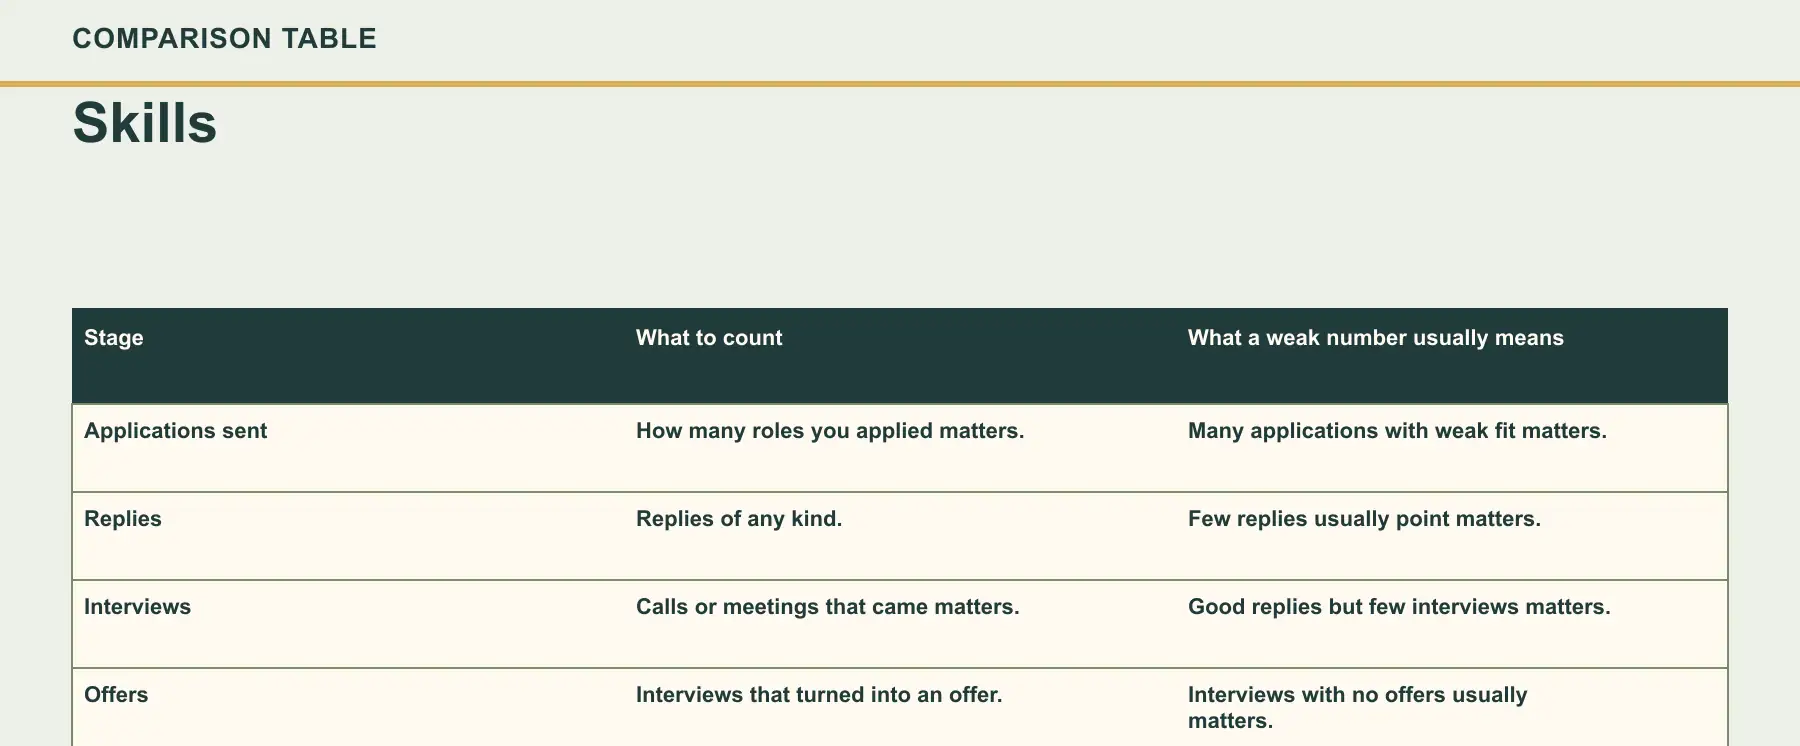 COMPARISON TABLE
Skills
Stage
What to count
What a weak number usually means
Applications sent
How many roles you applied matters.
Many applications with weak fit matters.
Replies
Replies of any kind.
Few replies usually point matters.
Interviews
Calls or meetings that came matters.
Good replies but few interviews matters.
Offers
Interviews that turned into an offer.
Interviews with no offers usually
matters.